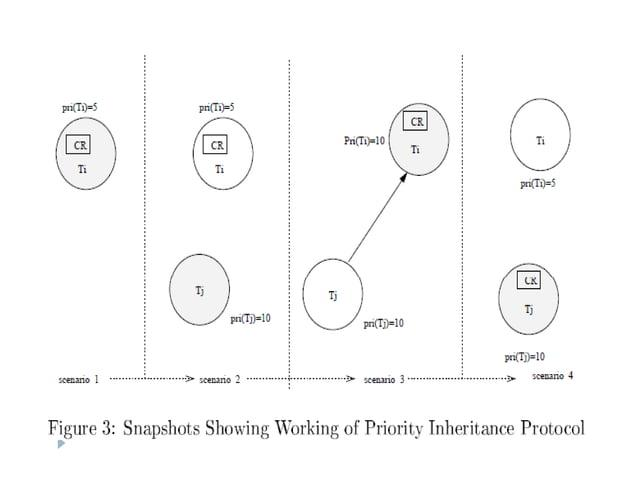 pri(Ti)=5
CR
Ti
pri(Ti)=5
CR
Ti
Tj
pri(Tj)=10
Pri(Ti)=10
CR
Ti
Tj
pri(Tj)=10
Ti
pri(Ti)=5
CR
Tj
pri(Tj)=10
scenario 1
scenario 2
scenario 3
scenario 4
Figure 3: Snapshots Showing Working of Priority Inheritance Protocol